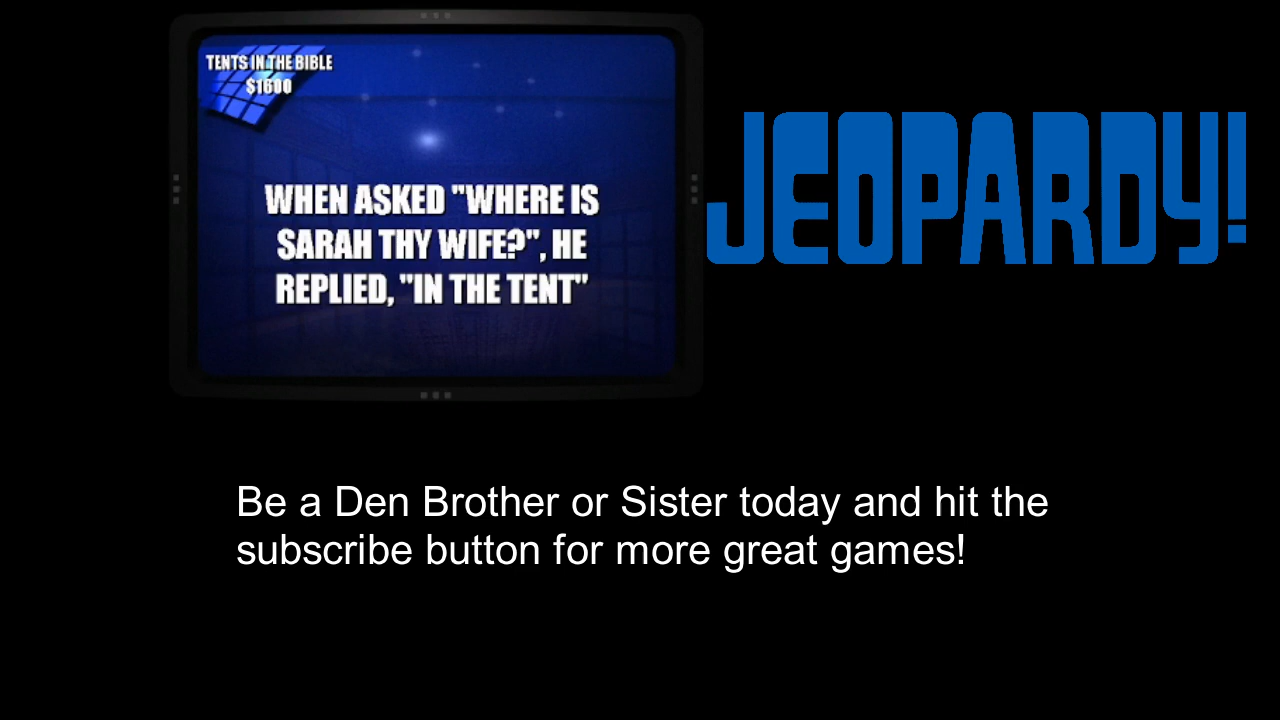 TENTS IN THE BIBLE
$1600
WHEN ASKED "WHERE IS
SARAH THY WIFE?", HE
REPLIED, "IN THE TENT"
JEOPARDY!
Be a Den Brother or Sister today and hit the
subscribe button for more great games!